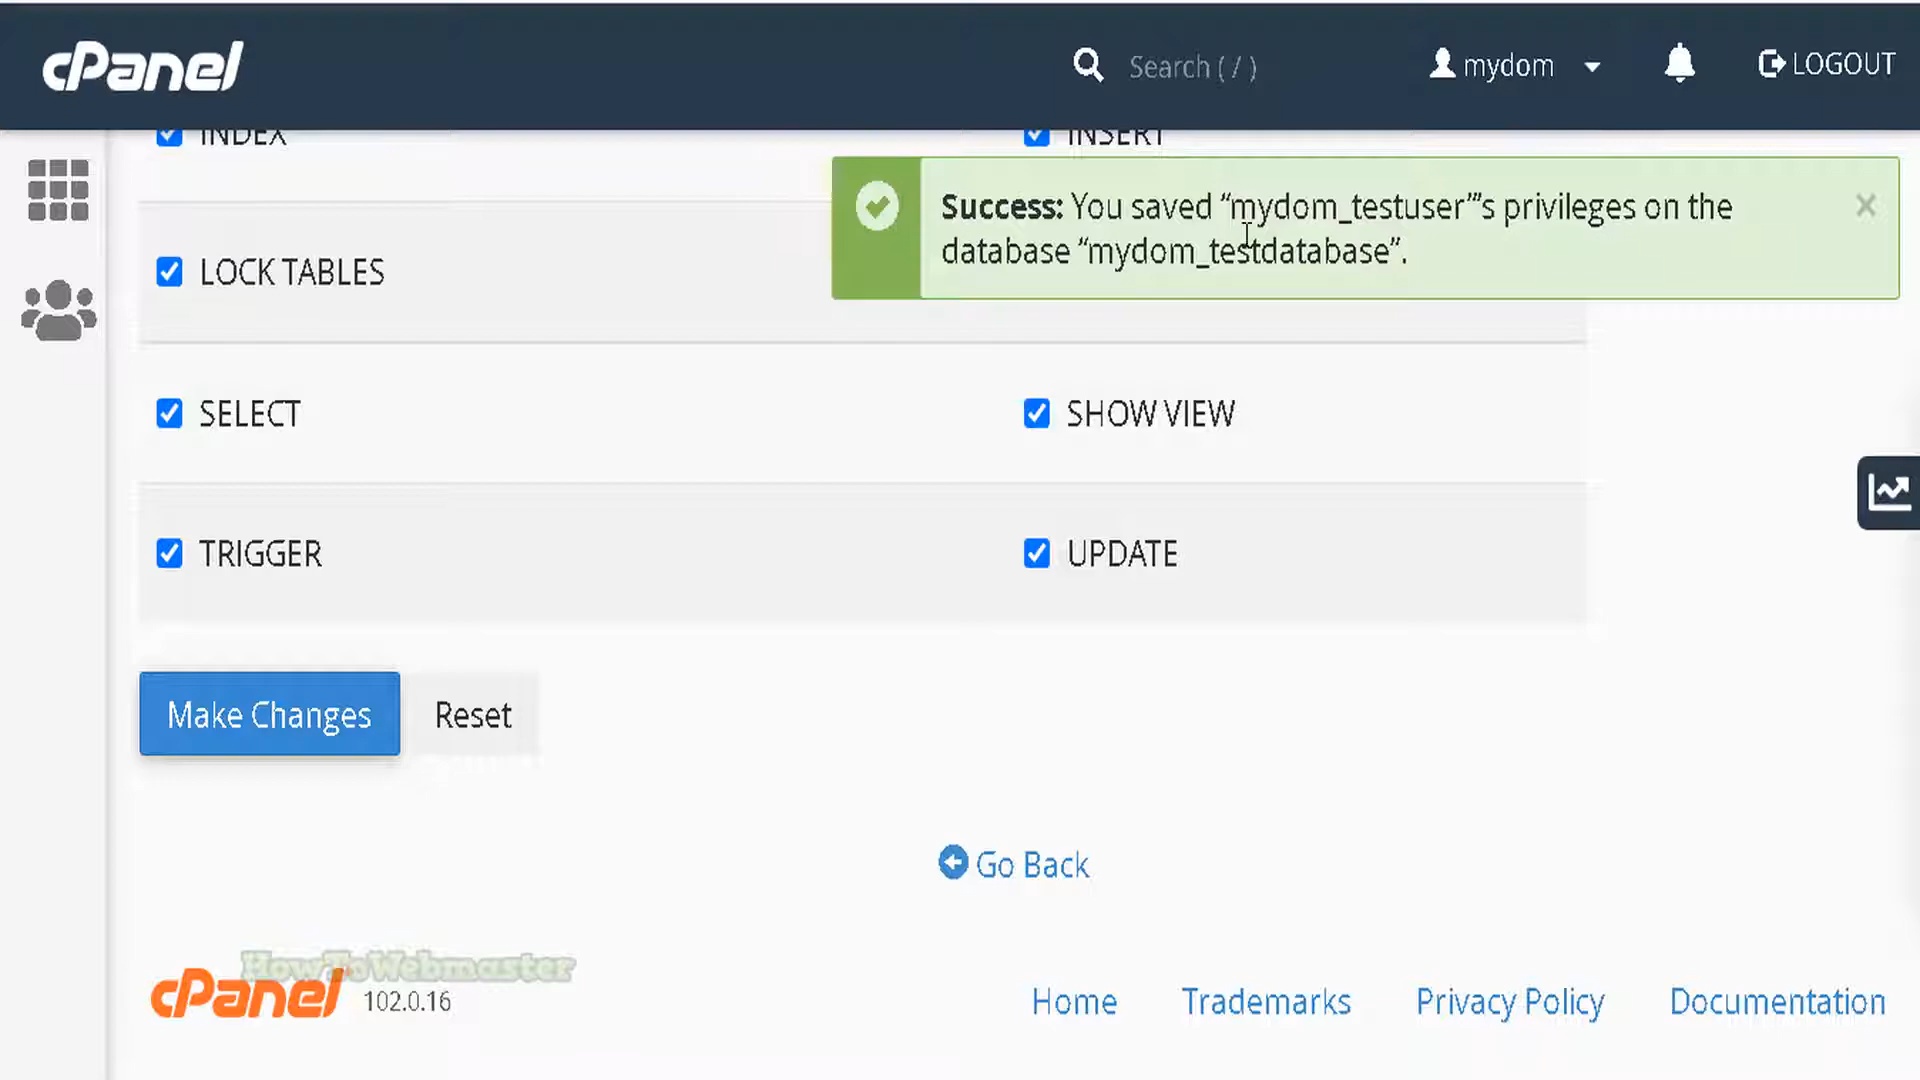 cPanel
Search ( / )
mydom
LOGOUT
INDEX
INSERT
Success: You saved “mydom_testuser”’s privileges on the
database “mydom_testdatabase”.
LOCK TABLES
SELECT
SHOW VIEW
TRIGGER
UPDATE
Make Changes
Reset
Go Back
HowToWebmaster
cPanel
102.0.16
Home
Trademarks
Privacy Policy
Documentation